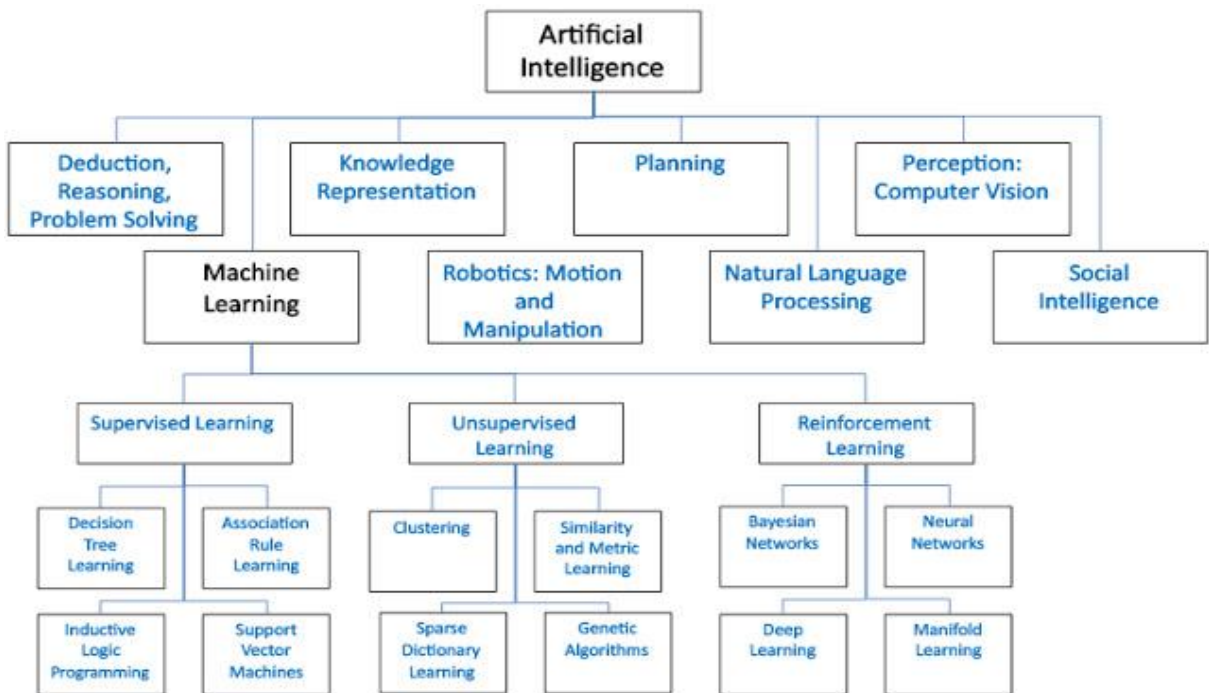 Artificial
Intelligence
Deduction,
Reasoning,
Problem Solving
Knowledge
Representation
Planning
Perception:
Computer Vision
Machine
Learning
Robotics: Motion
and
Manipulation
Natural Language
Processing
Social
Intelligence
Supervised Learning
Unsupervised
Learning
Reinforcement
Learning
Decision
Tree
Learning
Association
Rule
Learning
Clustering
Similarity
and Metric
Learning
Bayesian
Networks
Neural
Networks
Inductive
Logic
Programming
Support
Vector
Machines
Sparse
Dictionary
Learning
Genetic
Algorithms
Deep
Learning
Manifold
Learning